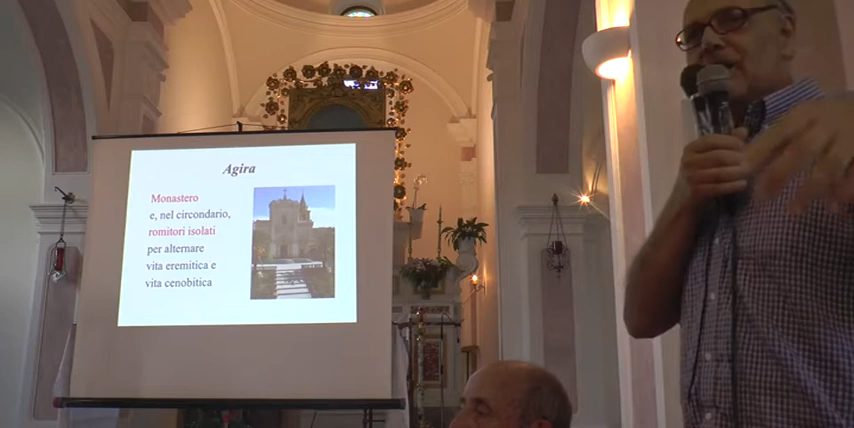 Agira
Monastero
e, nel circondario,
romitori isolati
per alternare
vita eremitica e
vita cenobitica